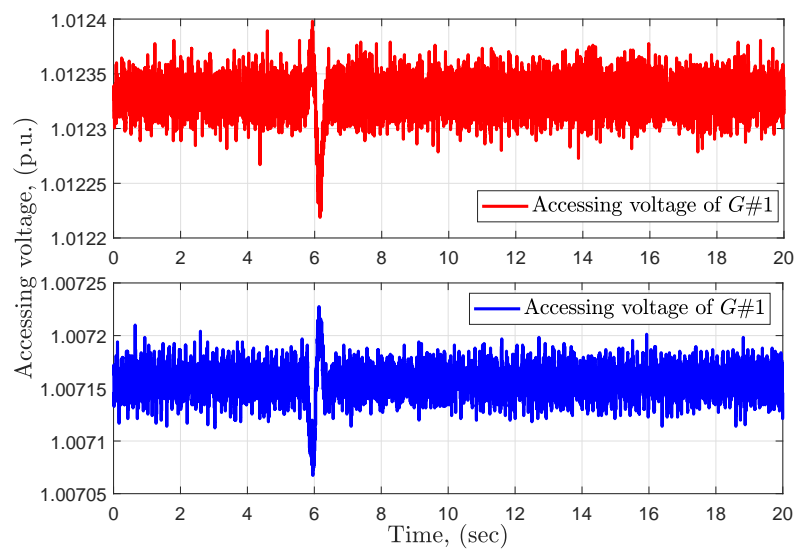 1.0124
1.01235
1.0123
1.01225
1.0122
Accessing voltage of G#1
0 2 4 6 8 10 12 14 16 18 20
Accessing voltage, (p.u.)
1.00725
1.0072
1.00715
1.0071
1.00705
Accessing voltage of G#1
0 2 4 6 8 10 12 14 16 18 20
Time, (sec)